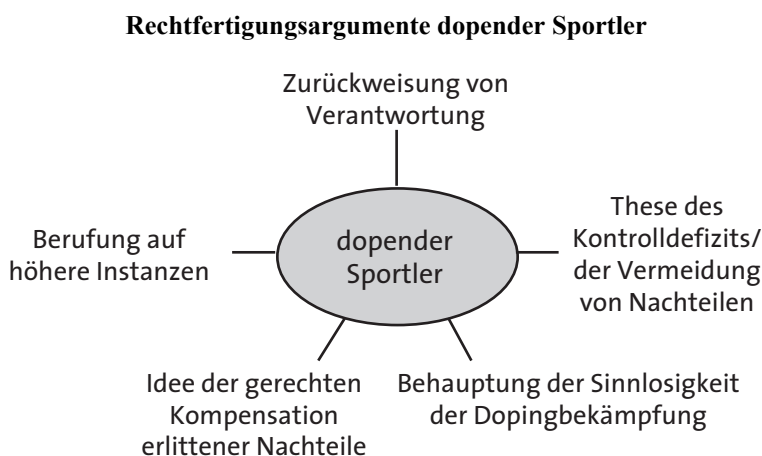 Rechtfertigungsargumente dopender Sportler
Zurückweisung von
Verantwortung
These des
Kontrolldefizits/
der Vermeidung
von Nachteilen
Berufung auf
höhere Instanzen
dopender
Sportler
Idee der gerechten
Kompensation
erlittener Nachteile
Behauptung der Sinnlosigkeit
der Dopingbekämpfung